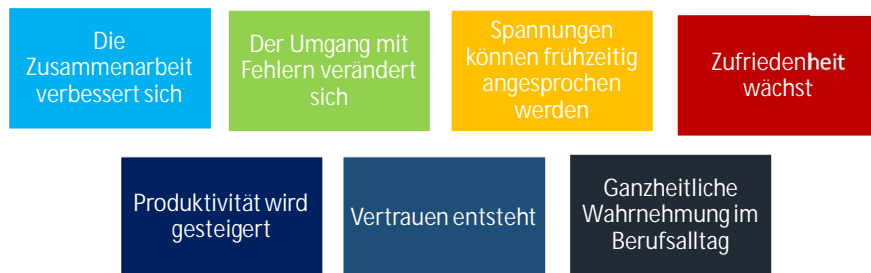 Die
Zusammenarbeit
verbessert sich
Der Umgang mit
Fehlern verändert
sich
Spannungen
können frühzeitig
angesprochen
werden
Zufriedenheit
wächst
Produktivität wird
gesteigert
Vertrauen entsteht
Ganzheitliche
Wahrnehmung im
Berufsalltag